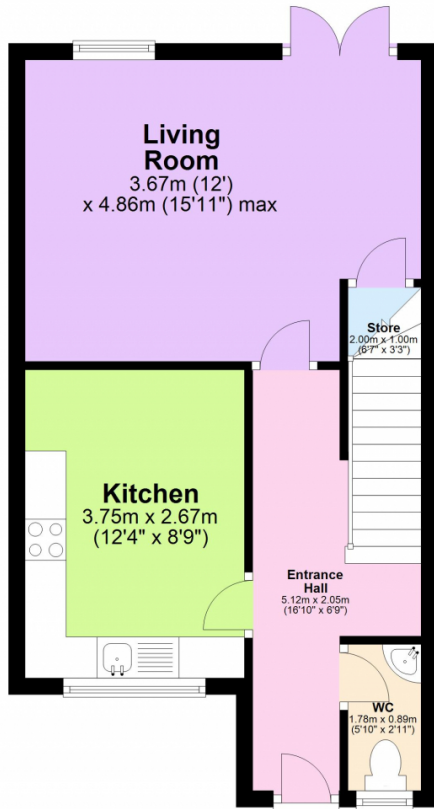 Living
Room
3.67m (12')
x 4.86m (15'11") max
Store
2.00m x 1.00m
(6'7" x 3'3")
Kitchen
3.75m x 2.67m
(12'4" x 8'9")
Entrance
Hall
5.12m x 2.05m
(16'10" x 6'9")
WC
1.78m x 0.89m
(5'10" x 2'11")